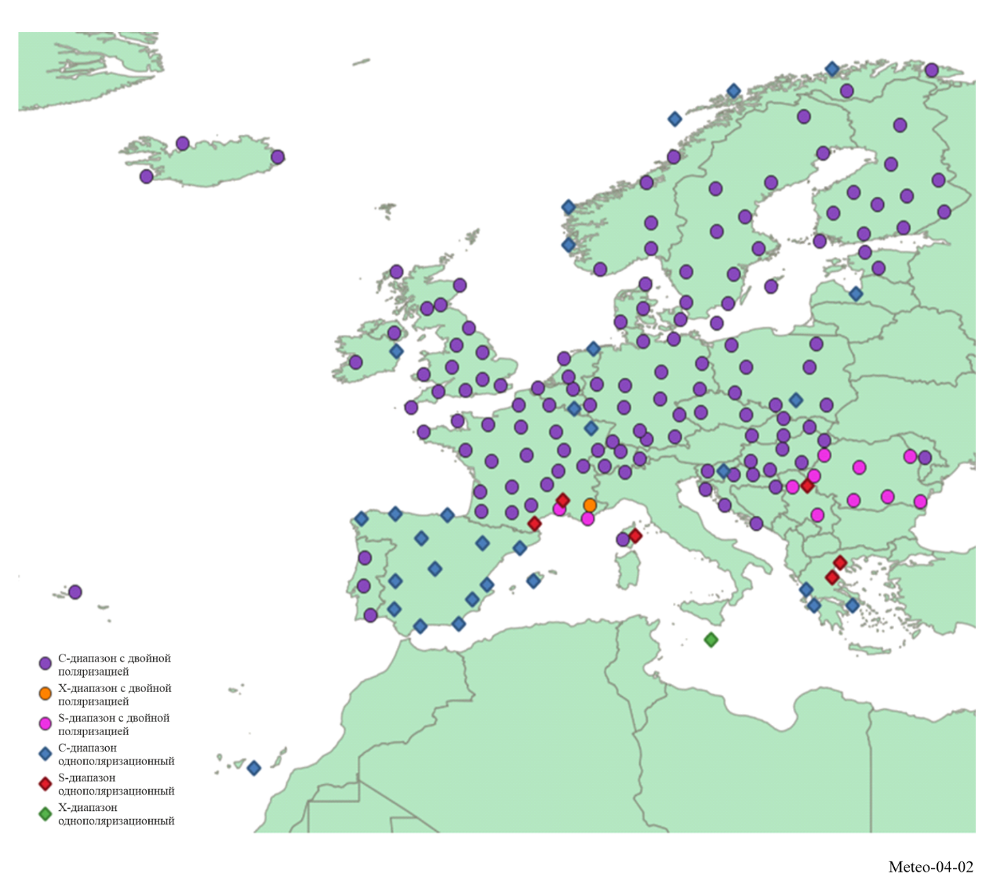 C-диапазон с двойной
поляризацией
X-диапазон с двойной
поляризацией
S-диапазон с двойной
поляризацией
C-диапазон
однополяризационный
S-диапазон
однополяризационный
X-диапазон
однополяризационный
Meteo-04-02